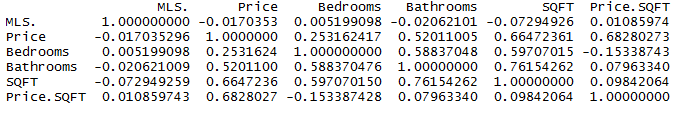 MLS. Price Bedrooms Bathrooms SQFT Price.SQFT
MLS. 1.000000000 -0.0170353 0.005199098 -0.02062101 -0.07294926 0.01085974
Price -0.017035296 1.0000000 0.253162417 0.52011005 0.66472361 0.68280273
Bedrooms 0.005199098 0.2531624 1.000000000 0.58837048 0.59707015 -0.15338743
Bathrooms -0.020621009 0.5201100 0.588370476 1.00000000 0.76154262 0.07963340
SQFT -0.072949259 0.6647236 0.597070150 0.76154262 1.00000000 0.09842064
Price.SQFT 0.010859743 0.6828027 -0.153387428 0.07963340 0.09842064 1.00000000